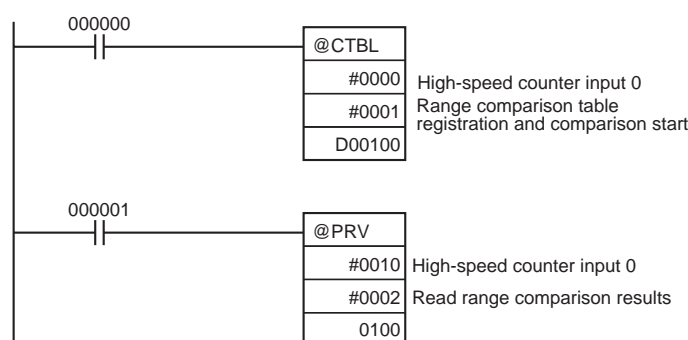 000000
@CTBL
#0000 High-speed counter input 0
#0001 Range comparison table
registration and comparison start
D00100
000001
@PRV
#0010 High-speed counter input 0
#0002 Read range comparison results
0100